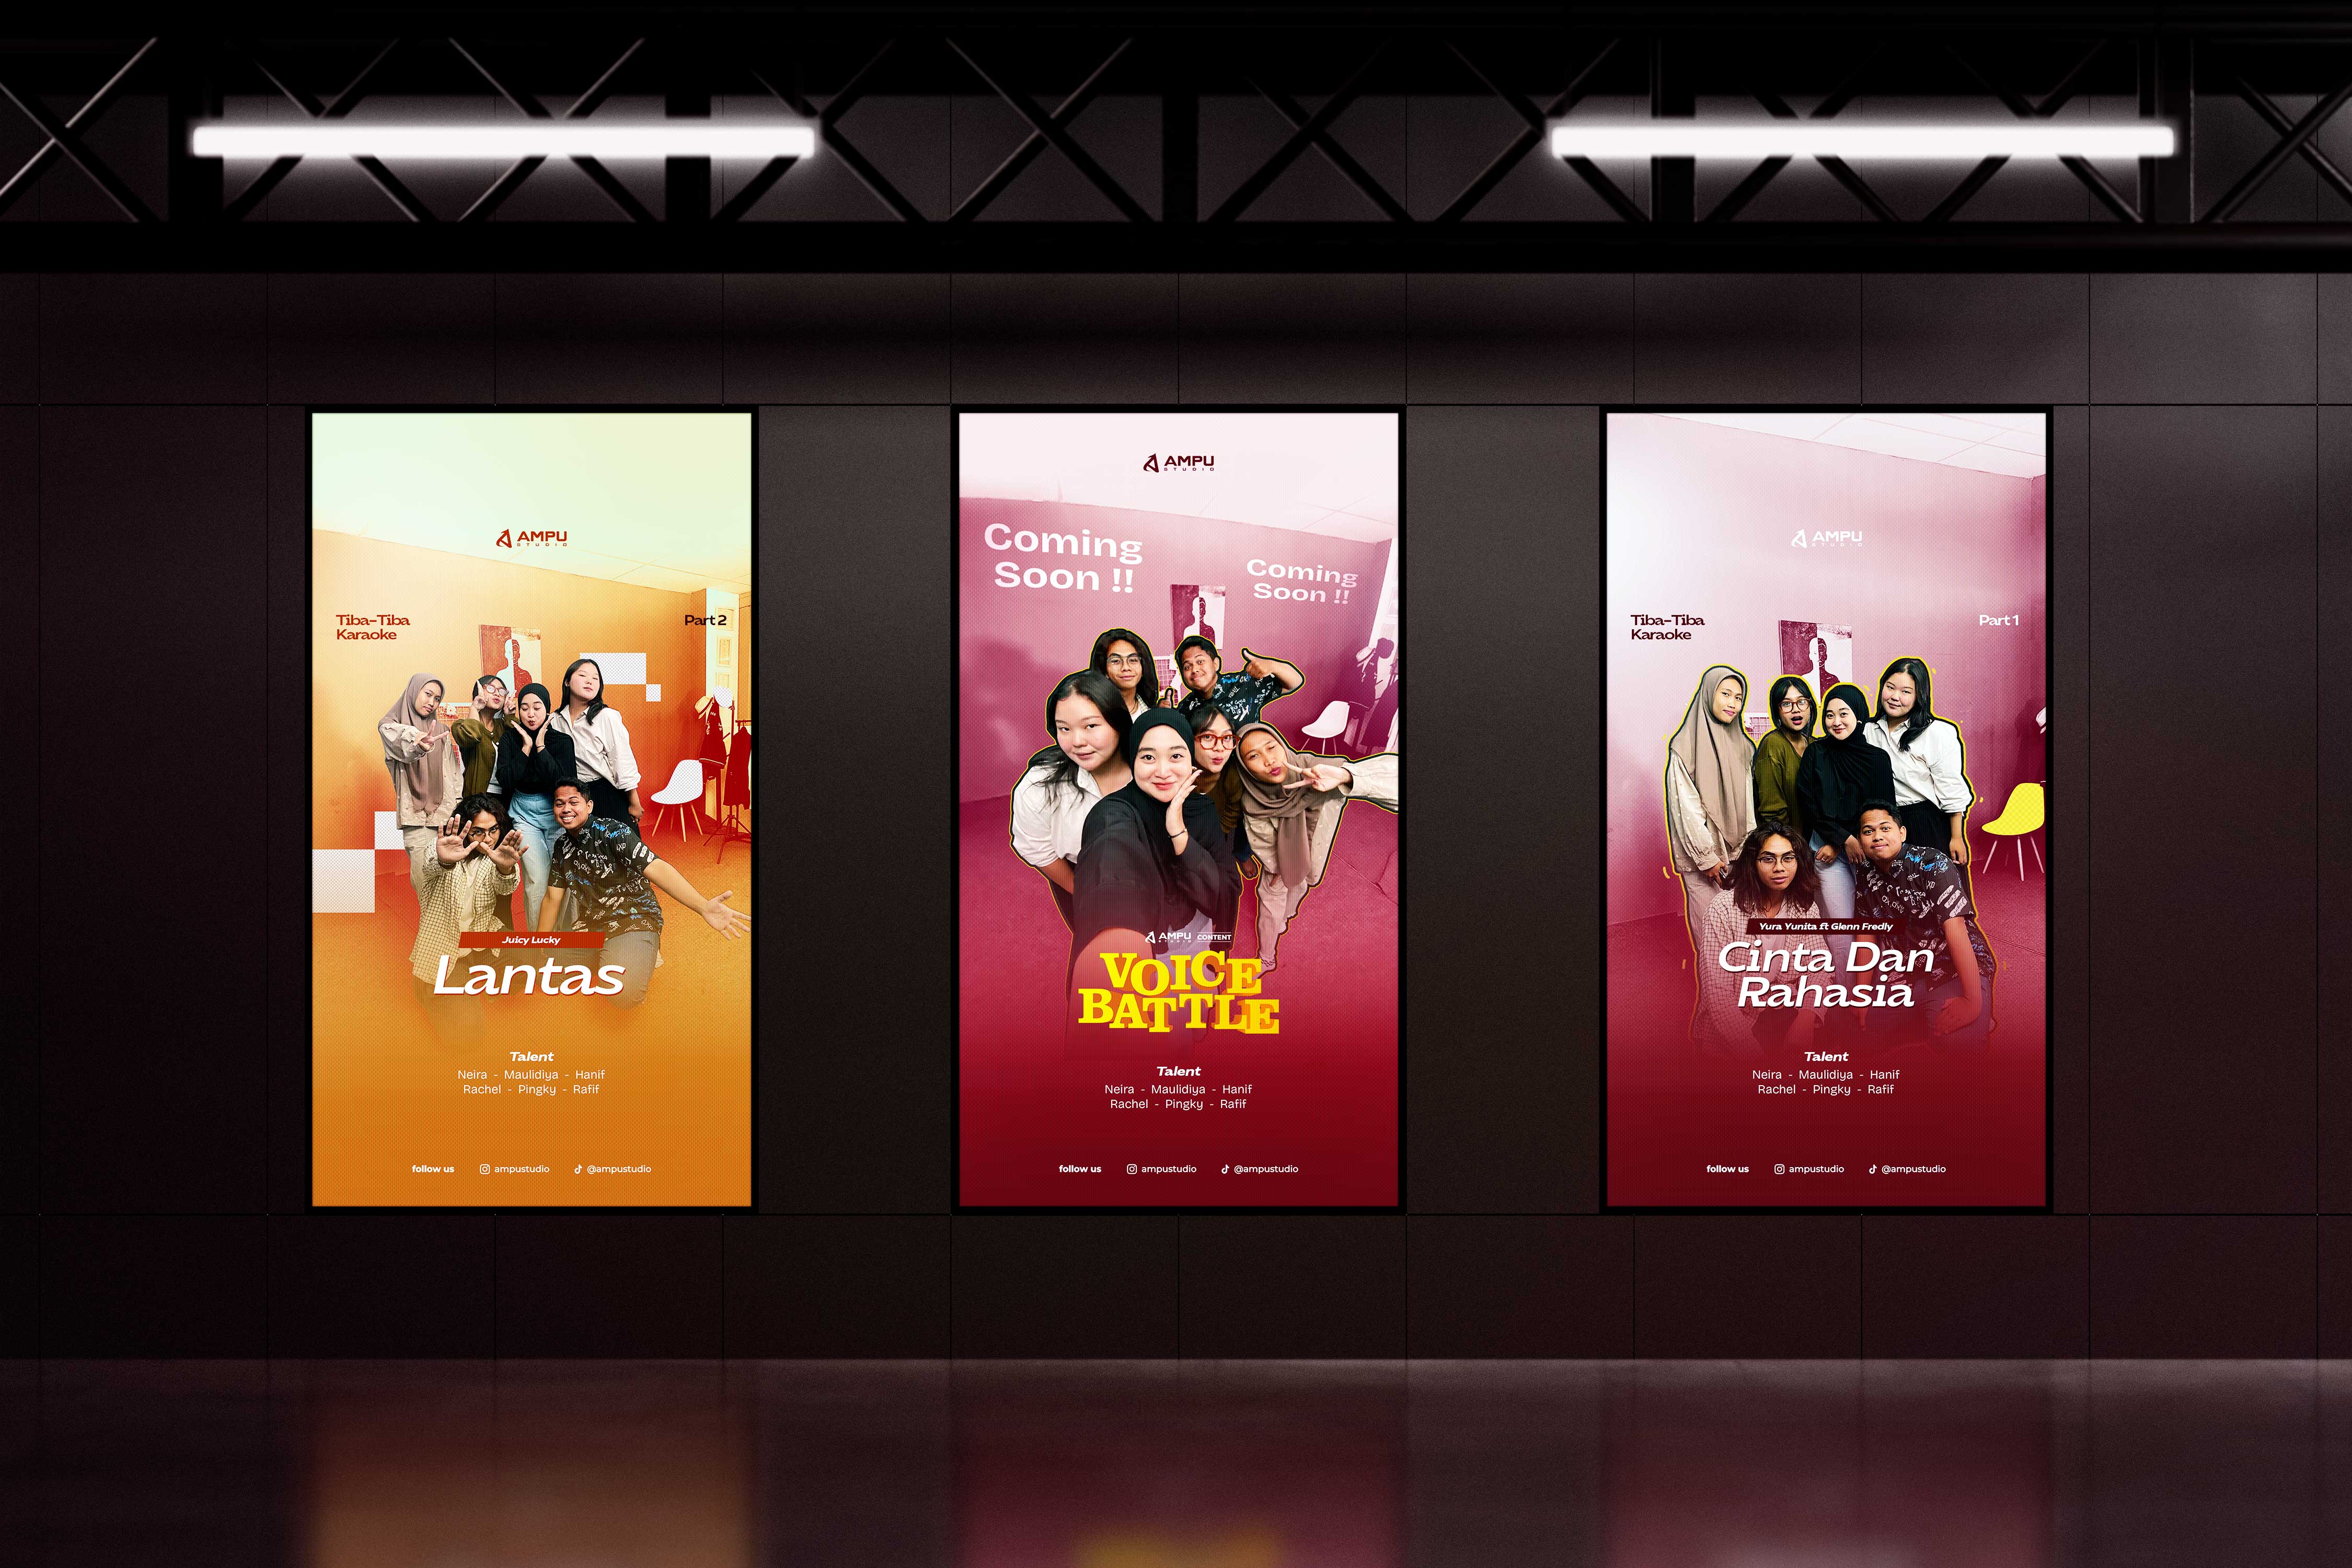 AMPU
STUDIO
Tiba-Tiba
Karaoke
Part 2
Juicy Lucky
Lantas
Talent
Neira - Maulidiya - Hanif
Rachel - Pingky - Rafif
follow us ampustudio @ampustudio
AMPU
STUDIO
Coming
Soon !!
Coming
Soon !!
AMPU
STUDIO
CONTENT
VOICE
BATTLE
Talent
Neira - Maulidiya - Hanif
Rachel - Pingky - Rafif
follow us ampustudio @ampustudio
AMPU
STUDIO
Tiba-Tiba
Karaoke
Part 1
Yura Yunita ft Glenn Fredly
Cinta Dan
Rahasia
Talent
Neira - Maulidiya - Hanif
Rachel - Pingky - Rafif
follow us ampustudio @ampustudio